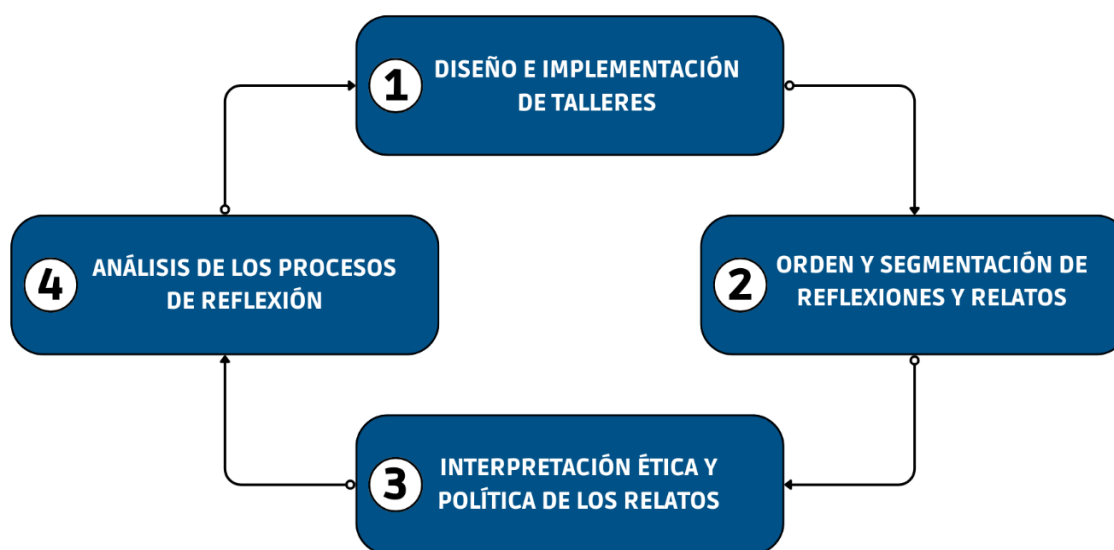 1
DISEÑO E IMPLEMENTACIÓN
DE TALLERES
2
ORDEN Y SEGMENTACIÓN DE
REFLEXIONES Y RELATOS
3
INTERPRETACIÓN ÉTICA Y
POLÍTICA DE LOS RELATOS
4
ANÁLISIS DE LOS PROCESOS
DE REFLEXIÓN